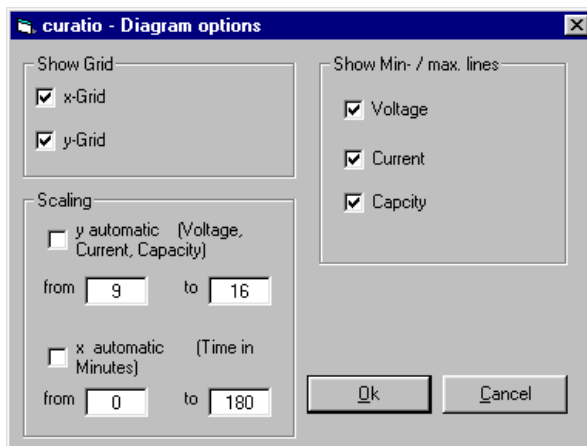 curatio - Diagram options
Show Grid
x-Grid
y-Grid
Show Min- / max. lines
Voltage
Current
Capcity
Scaling
y automatic (Voltage,
Current, Capacity)
from 9 to 16
x automatic (Time in
Minutes)
from 0 to 180
Ok
Cancel